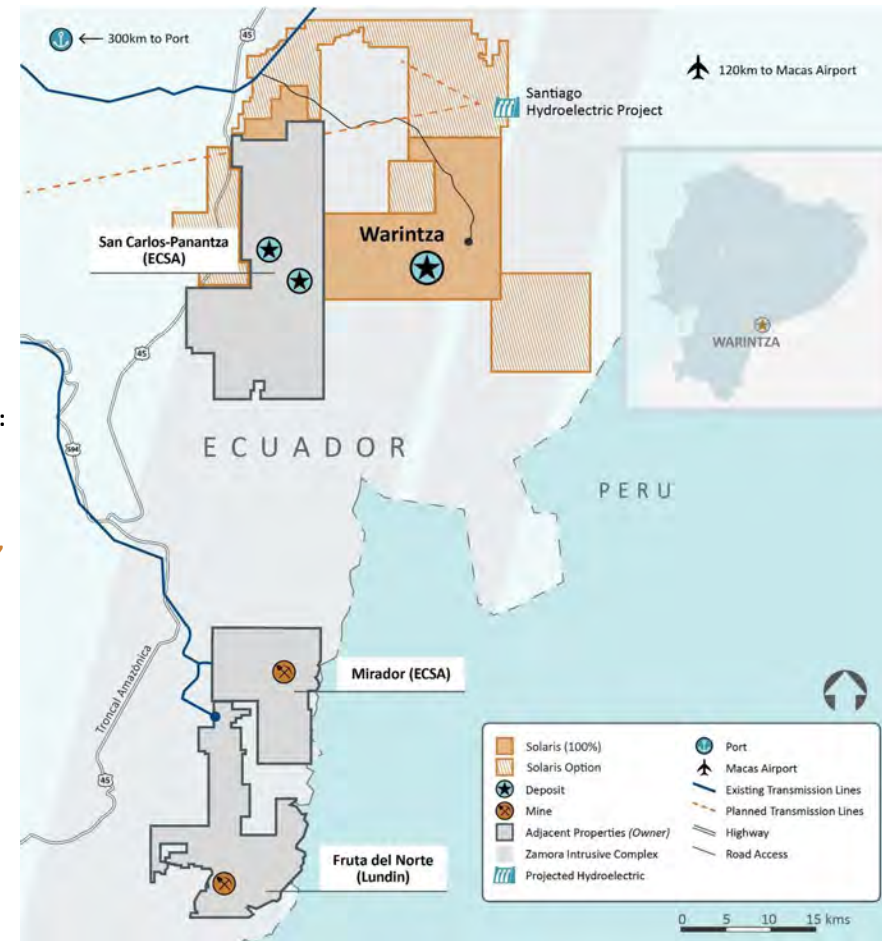 300km to Port
45
120km to Macas Airport
Santiago
Hydroelectric Project
San Carlos-Panantza
(ECSA)
Warintza
WARINTZA
45
:
594
ECUADOR
PERU
,
Troncal Amazònica
Mirador (ECSA)
45
Fruta del Norte
(Lundin)
Solaris (100%)
Solaris Option
Deposit
Mine
Adjacent Properties (Owner)
Zamora Intrusive Complex
Projected Hydroelectric
Port
Macas Airport
Existing Transmission Lines
Planned Transmission Lines
Highway
Road Access
0 5 10 15 kms